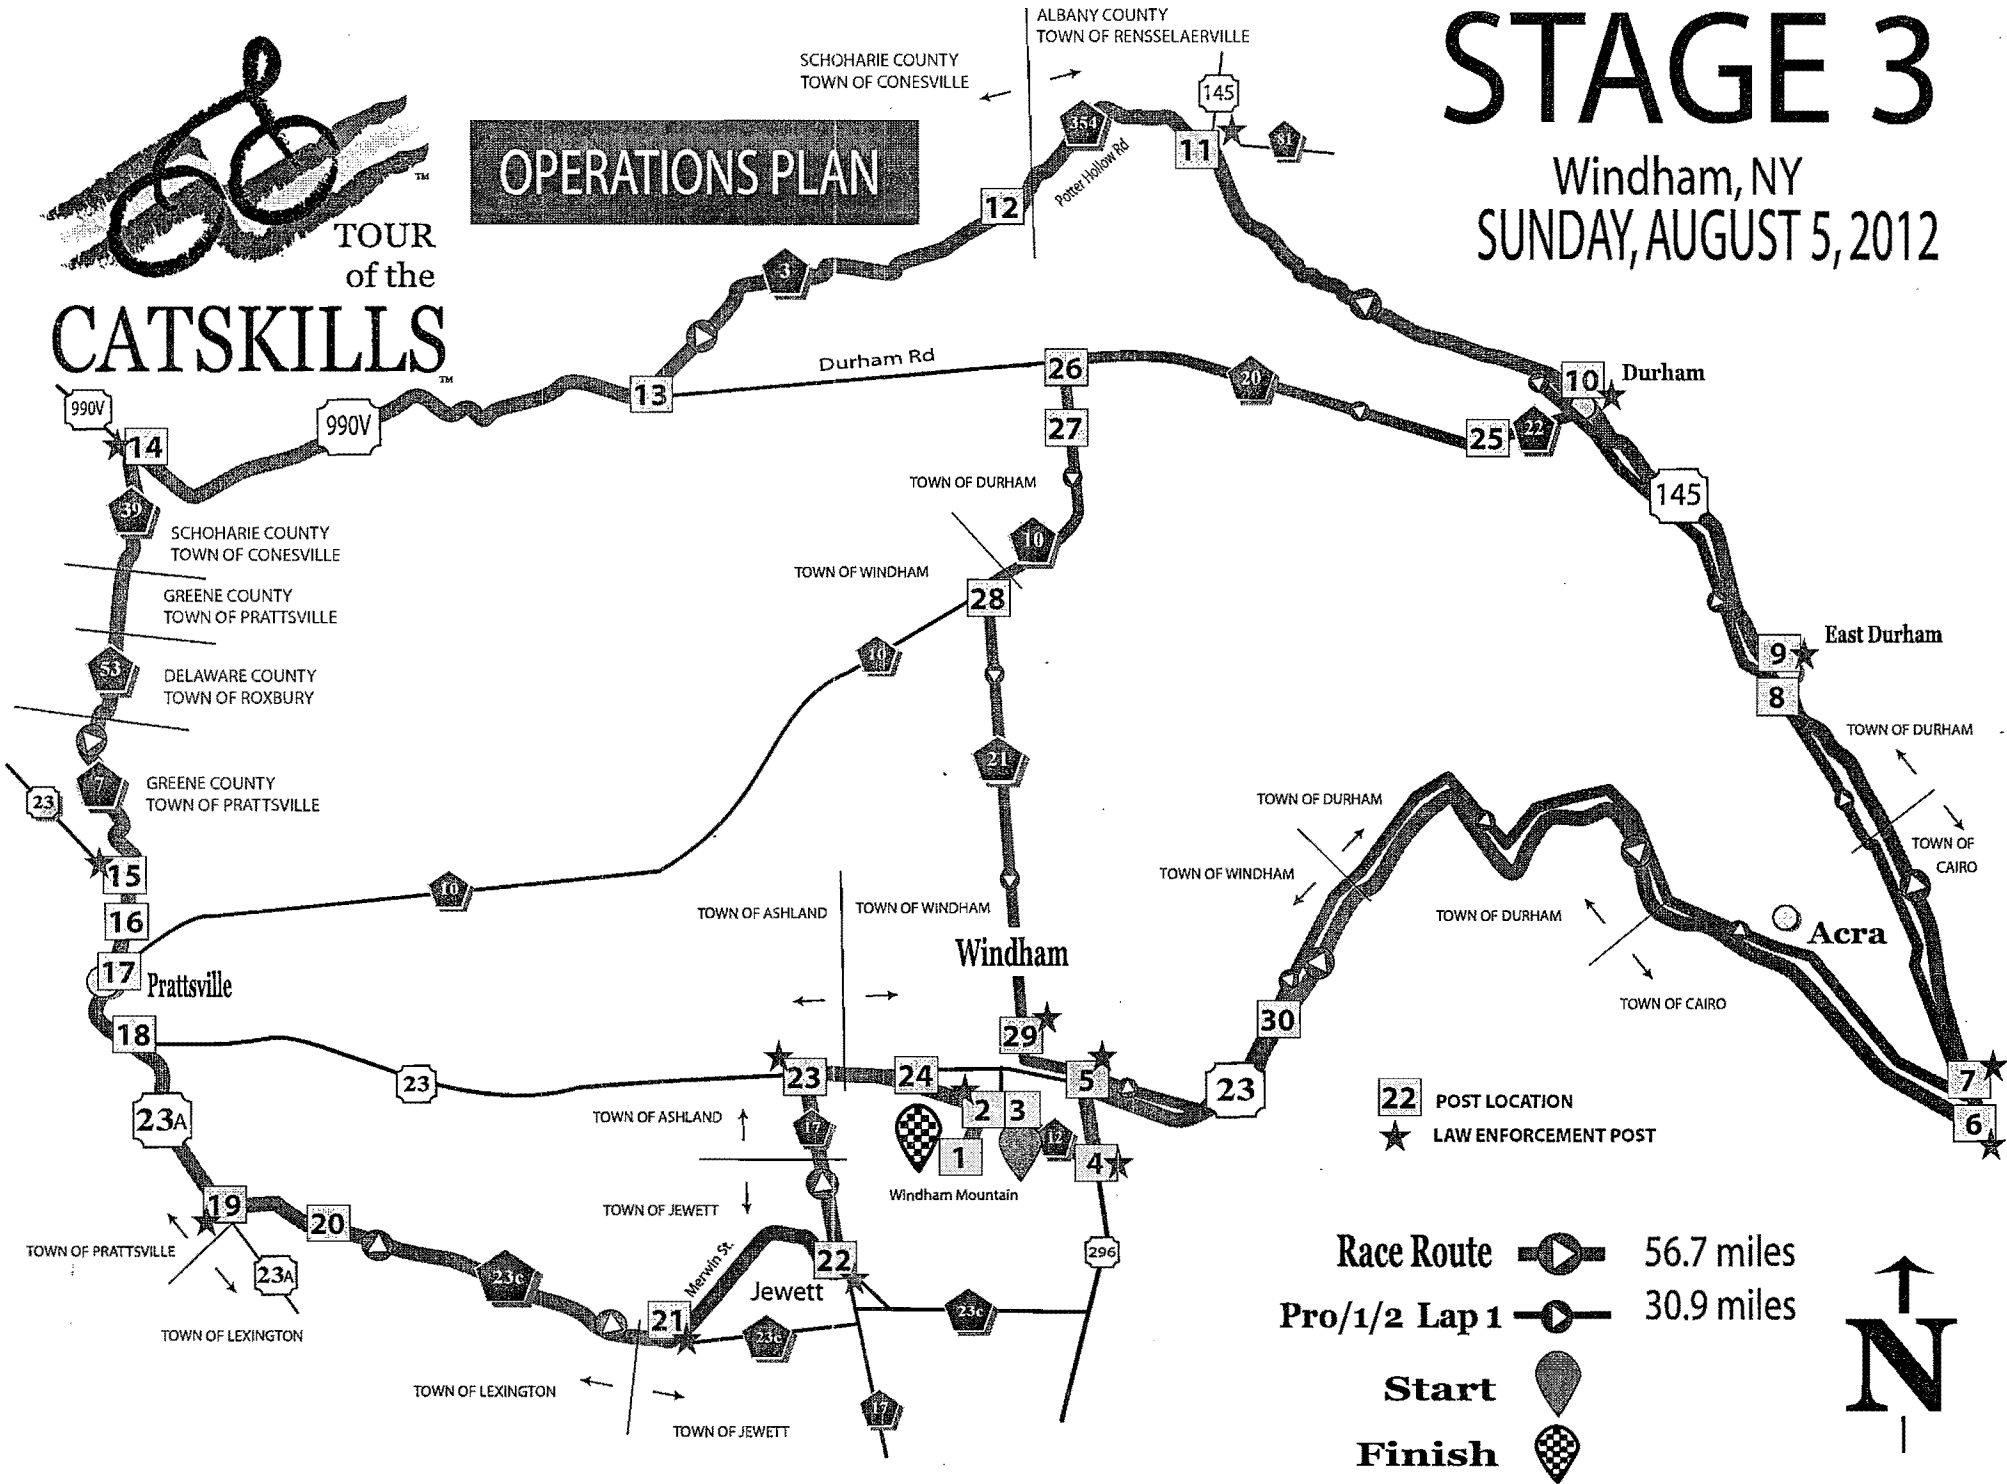 STAGE 3
Windham, NY
SUNDAY, AUGUST 5, 2012
TOUR
of the
CATSKILLS
TM
TM
OPERATIONS PLAN
ALBANY COUNTY
TOWN OF RENSSELAERVILLE
SCHOHARIE COUNTY
TOWN OF CONESVILLE
145
354
11
81
Potter Hollow Rd
12
3
Durham Rd
26
20
10
Durham
13
990V
990V
27
25
22
14
145
39
TOWN OF DURHAM
SCHOHARIE COUNTY
TOWN OF CONESVILLE
10
TOWN OF WINDHAM
28
GREENE COUNTY
TOWN OF PRATTSVILLE
10
9
East Durham
8
53
DELAWARE COUNTY
TOWN OF ROXBURY
TOWN OF DURHAM
21
7
GREENE COUNTY
TOWN OF PRATTSVILLE
23
TOWN OF DURHAM
TOWN OF
CAIRO
15
TOWN OF WINDHAM
10
16
TOWN OF ASHLAND
TOWN OF WINDHAM
TOWN OF DURHAM
Acra
Windham
17
Prattsville
TOWN OF CAIRO
18
29
30
23
23
24
5
23
7
2
3
6
23A
TOWN OF ASHLAND
17
1
12
4
22 POST LOCATION
LAW ENFORCEMENT POST
Windham Mountain
19
20
TOWN OF JEWETT
TOWN OF PRATTSVILLE
23A
23c
Merwin St.
22
296
Jewett
21
23c
23c
TOWN OF LEXINGTON
TOWN OF LEXINGTON
TOWN OF JEWETT
17
Race Route 56.7 miles
Pro/1/2 Lap 1 30.9 miles
Start
Finish
N